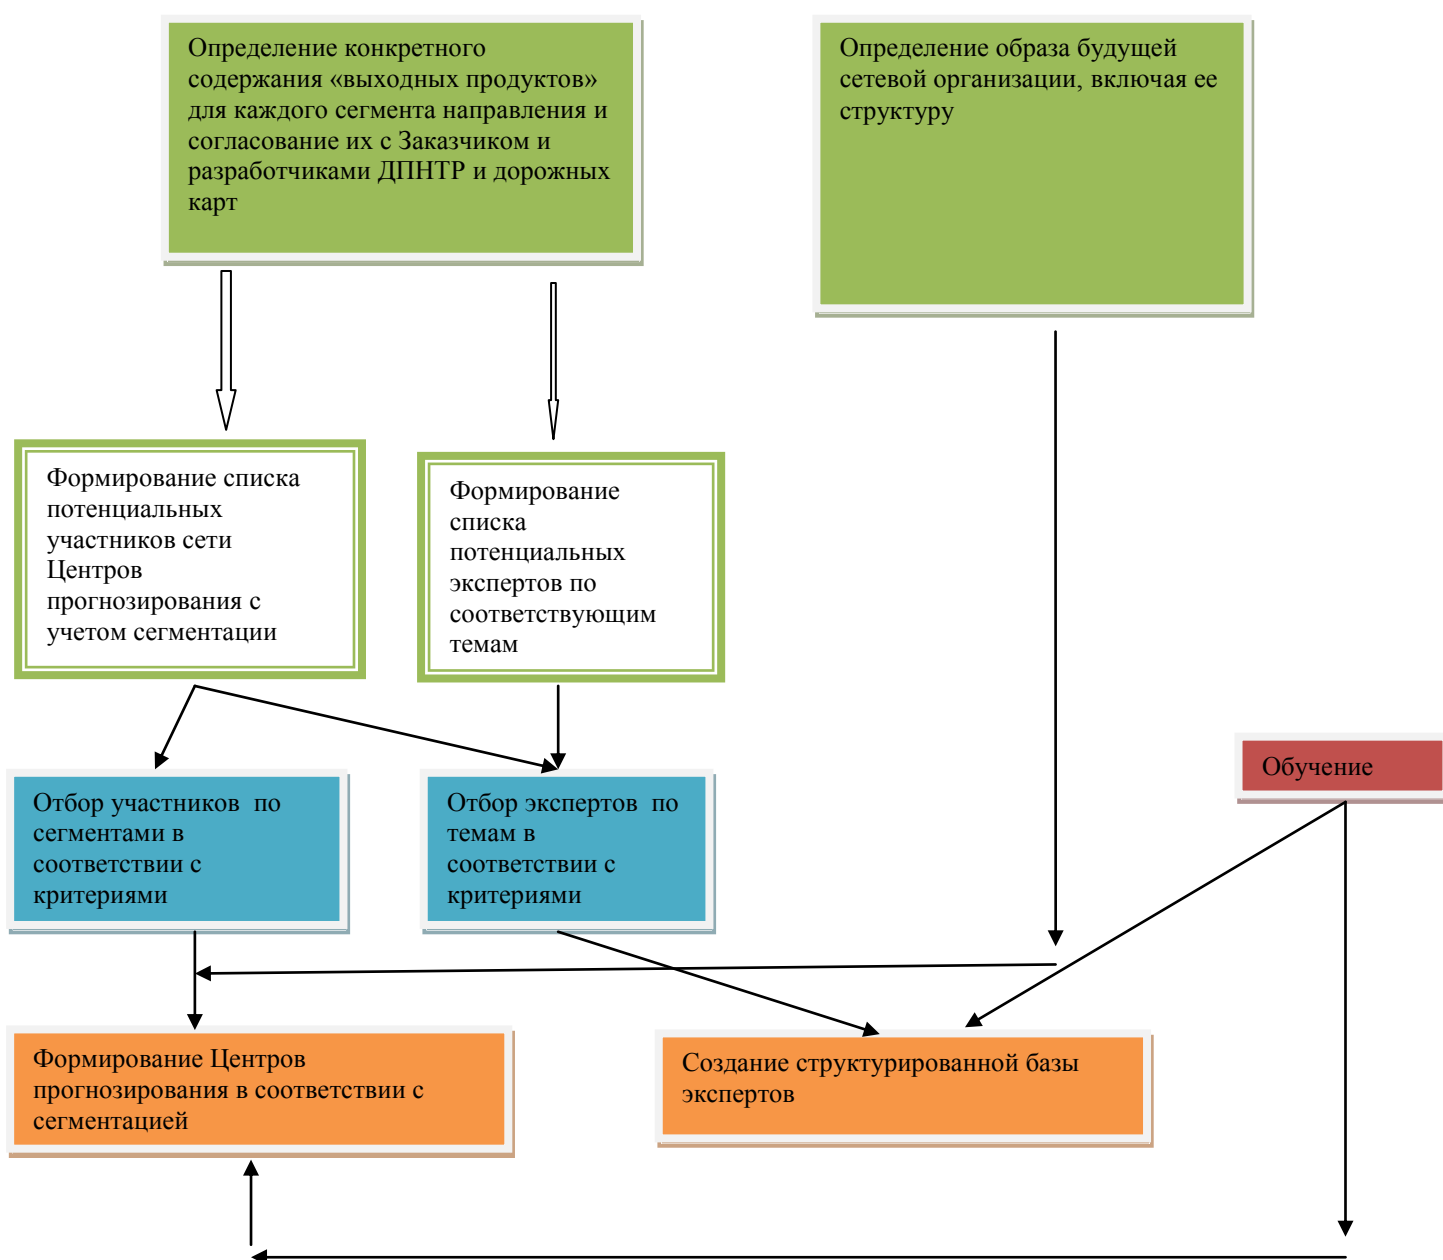 Определение конкретного
содержания «выходных продуктов»
для каждого сегмента направления и
согласование их с Заказчиком и
разработчиками ДПНТР и дорожных
карт
Определение образа будущей
сетевой организации, включая ее
структуру
Формирование списка
потенциальных
участников сети
Центров
прогнозирования с
учетом сегментации
Формирование
списка
потенциальных
экспертов по
соответствующим
темам
Обучение
Отбор участников по
сегментами в
соответствии с
критериями
Отбор экспертов по
темам в
соответствии с
критериями
Формирование Центров
прогнозирования в соответствии с
сегментацией
Создание структурированной базы
экспертов